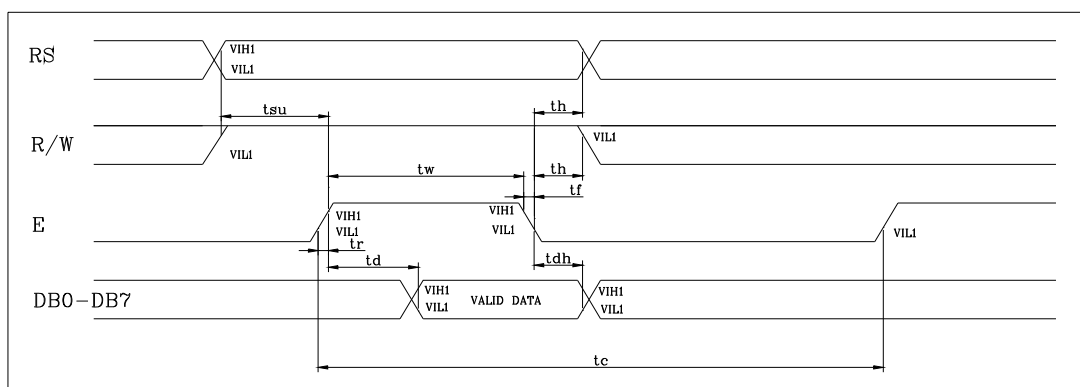 RS
VIH1
VIL1
tsu
th
R/W
VIL1
VIL1
tw
th
tf
E
VIH1
VIL1
VIH1
VIL1
VIL1
tr
td
tdh
DB0-DB7
VIH1
VIL1
VALID DATA
VIH1
VIL1
tc